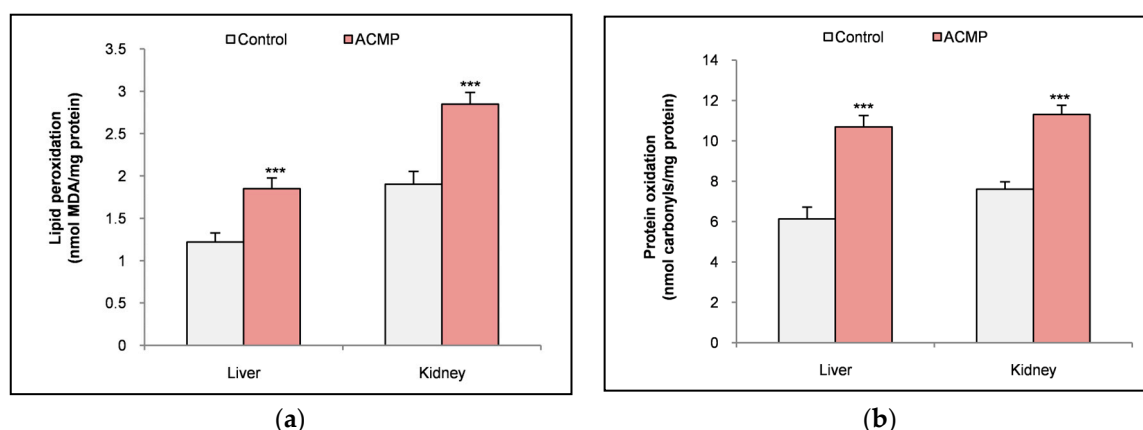 Control ACMP
Lipid peroxidation
(nmol MDA/mg protein)
3.5
3
2.5
2
1.5
1
0.5
0
***
***
Liver Kidney
(a)
Control ACMP
Protein oxidation
(nmol carbonyls/mg protein)
14
12
10
8
6
4
2
0
***
***
Liver Kidney
(b)